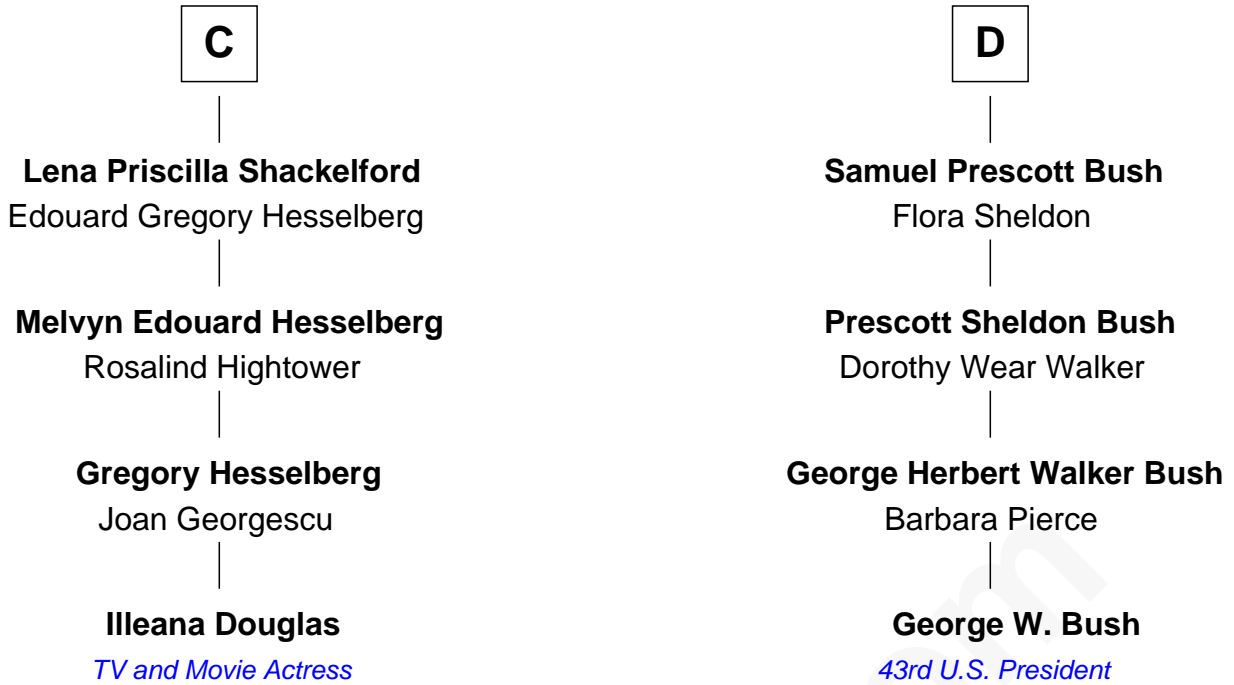 C
Lena Priscilla Shackelford
Edouard Gregory Hesselberg
Melvyn Edouard Hesselberg
Rosalind Hightower
Gregory Hesselberg
Joan Georgescu
Illeana Douglas
TV and Movie Actress
D
Samuel Prescott Bush
Flora Sheldon
Prescott Sheldon Bush
Dorothy Wear Walker
George Herbert Walker Bush
Barbara Pierce
George W. Bush
43rd U.S. President